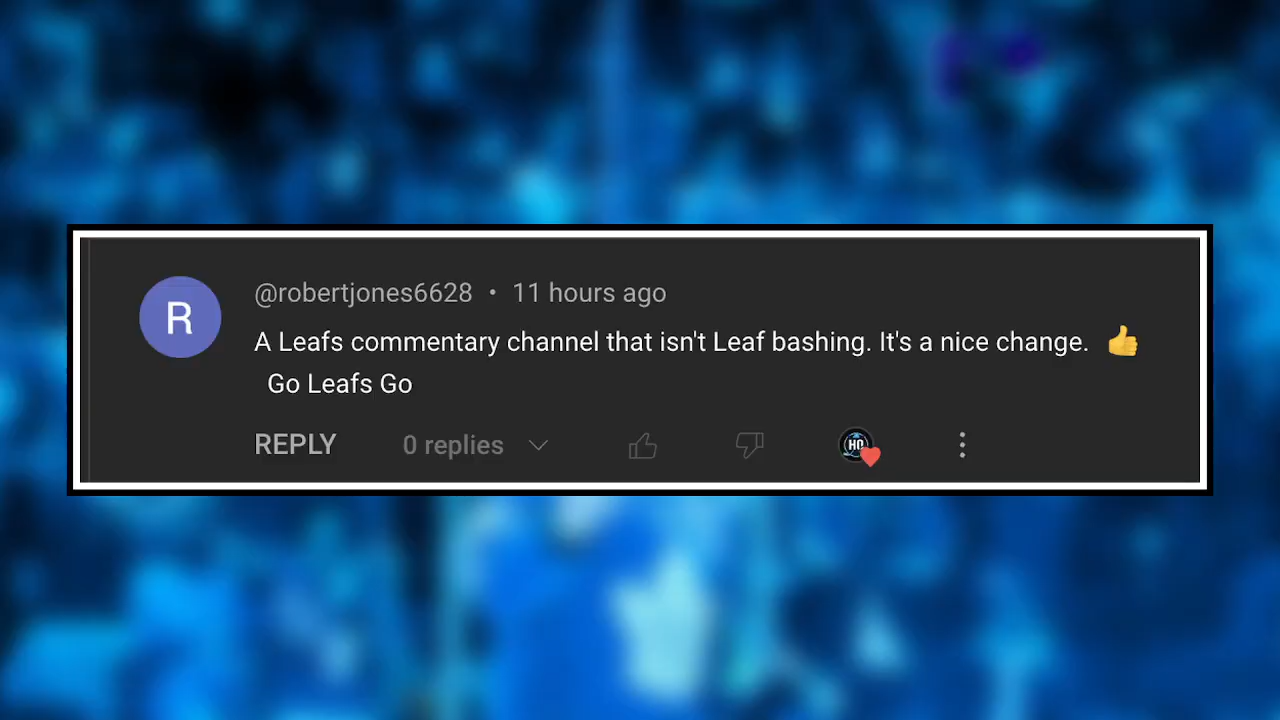 R
@robertjones6628 • 11 hours ago
A Leafs commentary channel that isn't Leaf bashing. It's a nice change. 👍
Go Leafs Go
REPLY 0 replies HQ